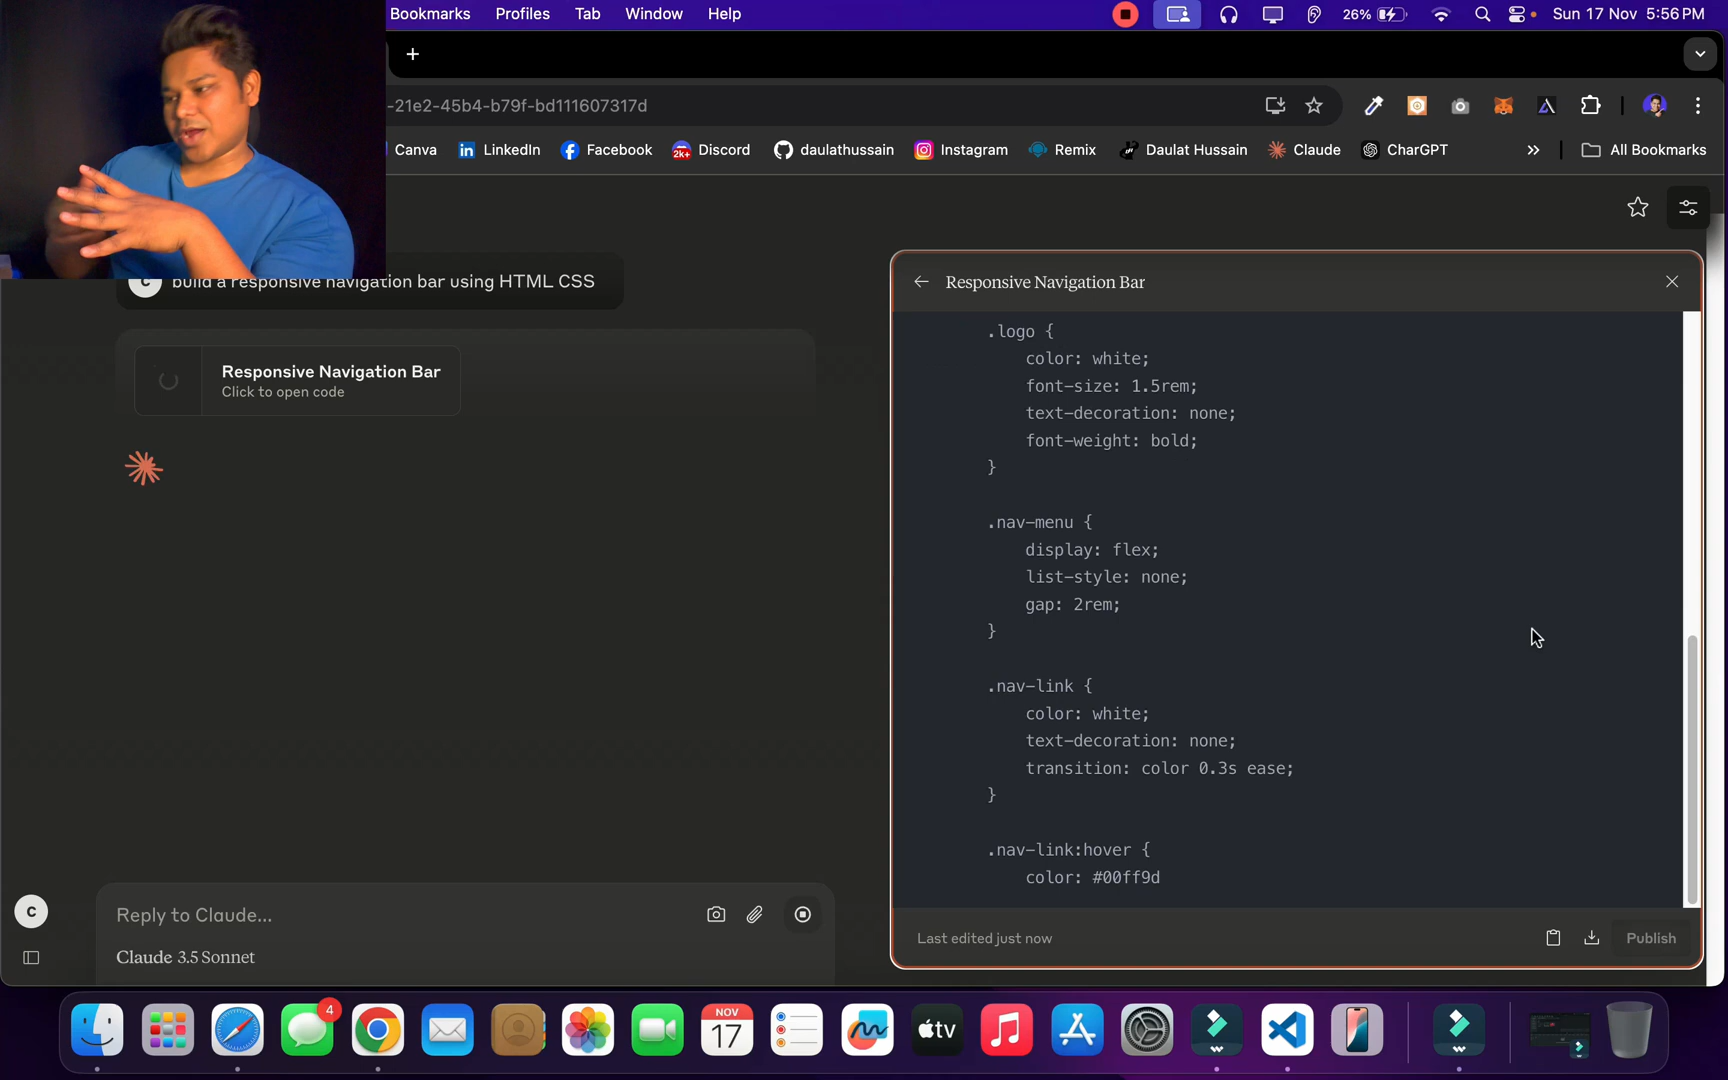 Bookmarks Profiles Tab Window Help 26% Sun 17 Nov 5:56 PM
+
-21e2-45b4-b79f-bd111607317d
Canva LinkedIn Facebook 2k+ Discord daulathussain Instagram Remix Daulat Hussain Claude CharGPT >> All Bookmarks
C build a responsive navigation bar using HTML CSS
Responsive Navigation Bar
Click to open code
Responsive Navigation Bar
.logo {
color: white;
font-size: 1.5rem;
text-decoration: none;
font-weight: bold;
}
.nav-menu {
display: flex;
list-style: none;
gap: 2rem;
}
.nav-link {
color: white;
text-decoration: none;
transition: color 0.3s ease;
}
.nav-link:hover {
color: #00ff9d
Last edited just now Publish
C
Reply to Claude...
Claude 3.5 Sonnet
4
NOV
17
tv